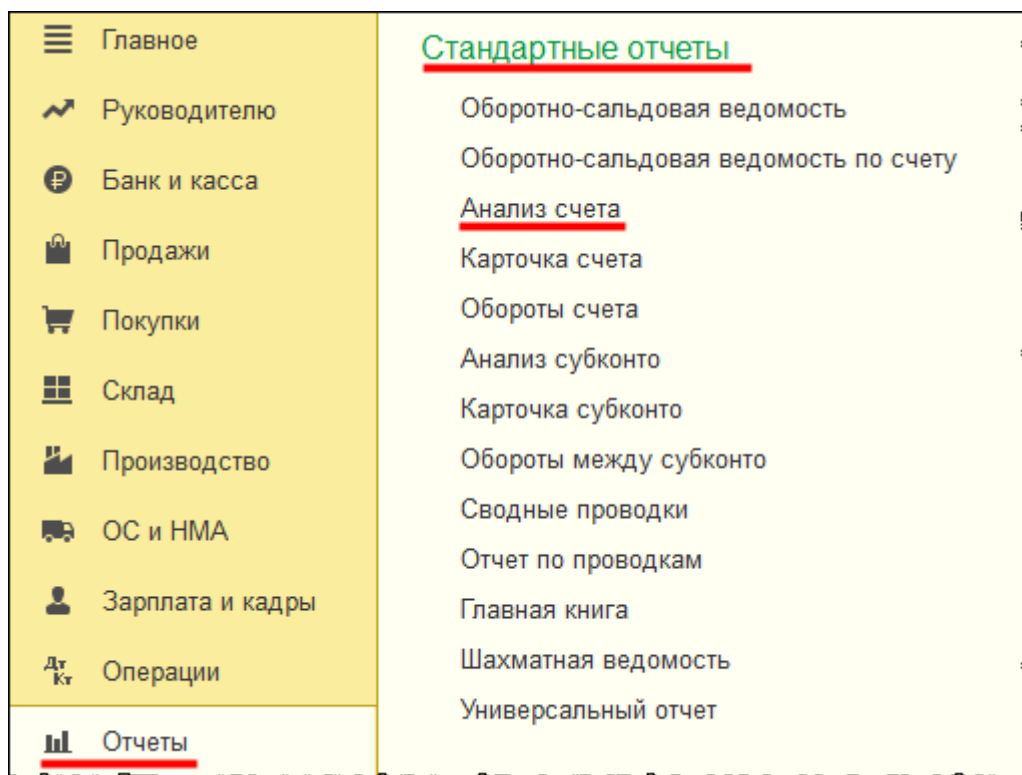 Главное
Руководителю
Банк и касса
Продажи
Покупки
Склад
Производство
ОС и НМА
Зарплата и кадры
Дт Кт Операции
Отчеты
Стандартные отчеты
Оборотно-сальдовая ведомость
Оборотно-сальдовая ведомость по счету
Анализ счета
Карточка счета
Обороты счета
Анализ субконто
Карточка субконто
Обороты между субконто
Сводные проводки
Отчет по проводкам
Главная книга
Шахматная ведомость
Универсальный отчет